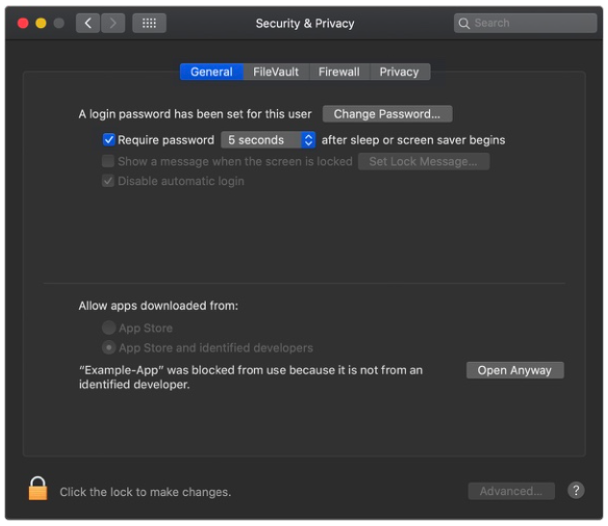 Security & Privacy
Search
General FileVault Firewall Privacy
A login password has been set for this user Change Password...
Require password 5 seconds after sleep or screen saver begins
Show a message when the screen is locked Set Lock Message...
Disable automatic login
Allow apps downloaded from:
App Store
App Store and identified developers
“Example-App” was blocked from use because it is not from an Open Anyway
identified developer.
Click the lock to make changes.
Advanced... ?